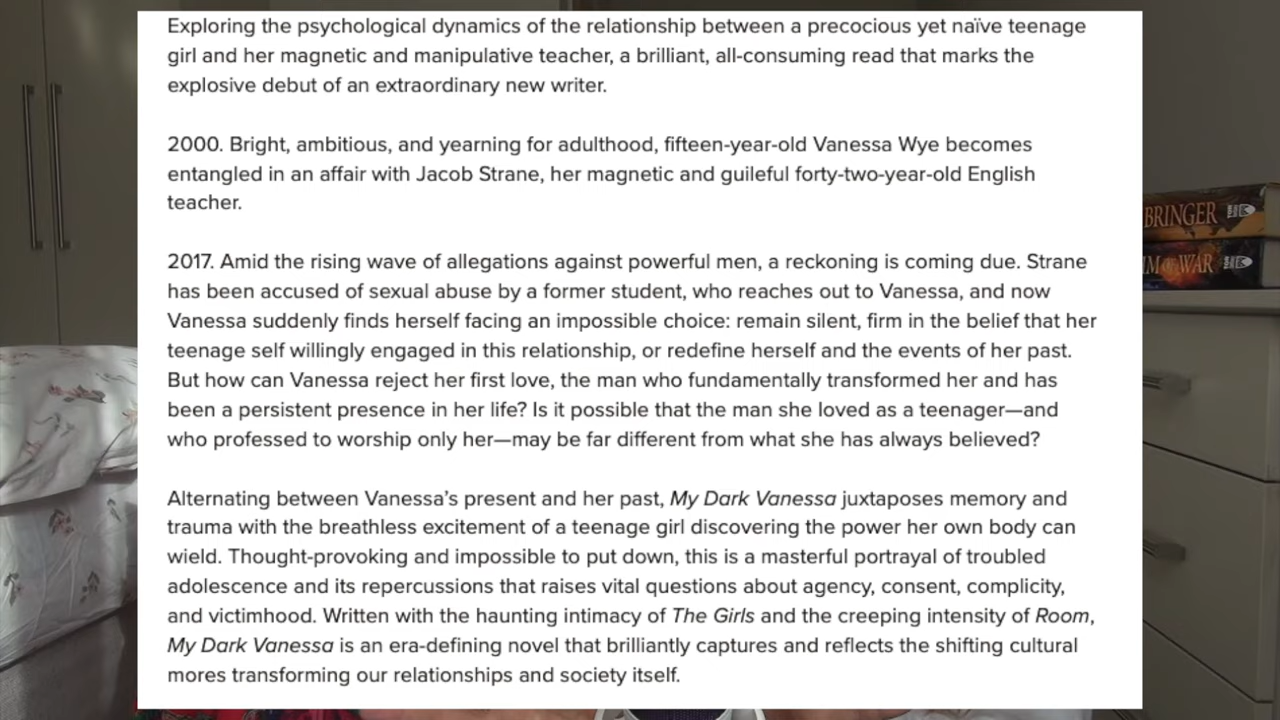 Exploring the psychological dynamics of the relationship between a precocious yet naïve teenage
girl and her magnetic and manipulative teacher, a brilliant, all-consuming read that marks the
explosive debut of an extraordinary new writer.
2000. Bright, ambitious, and yearning for adulthood, fifteen-year-old Vanessa Wye becomes
entangled in an affair with Jacob Strane, her magnetic and guileful forty-two-year-old English
teacher.
2017. Amid the rising wave of allegations against powerful men, a reckoning is coming due. Strane
has been accused of sexual abuse by a former student, who reaches out to Vanessa, and now
Vanessa suddenly finds herself facing an impossible choice: remain silent, firm in the belief that her
teenage self willingly engaged in this relationship, or redefine herself and the events of her past.
But how can Vanessa reject her first love, the man who fundamentally transformed her and has
been a persistent presence in her life? Is it possible that the man she loved as a teenager—and
who professed to worship only her—may be far different from what she has always believed?
Alternating between Vanessa's present and her past, My Dark Vanessa juxtaposes memory and
trauma with the breathless excitement of a teenage girl discovering the power her own body can
wield. Thought-provoking and impossible to put down, this is a masterful portrayal of troubled
adolescence and its repercussions that raises vital questions about agency, consent, complicity,
and victimhood. Written with the haunting intimacy of The Girls and the creeping intensity of Room,
My Dark Vanessa is an era-defining novel that brilliantly captures and reflects the shifting cultural
mores transforming our relationships and society itself.
BRINGER
WAR